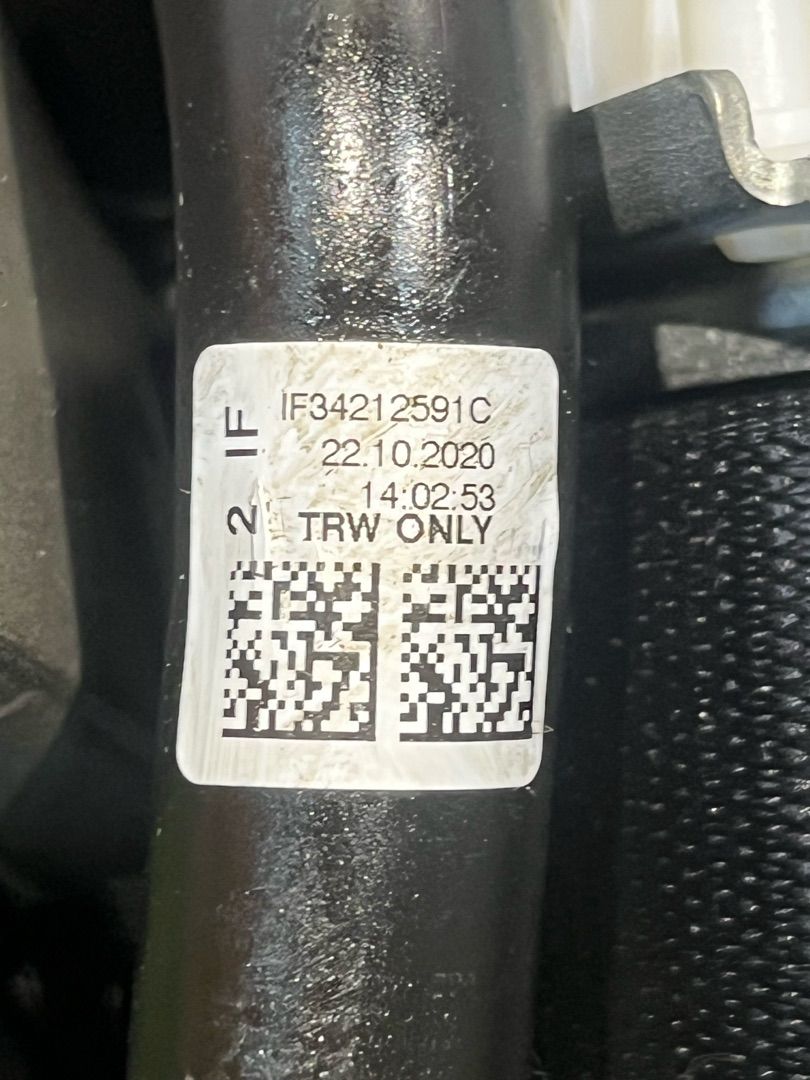 IF34212591C
22.10.2020
14:02:53
TRW ONLY
2 IF